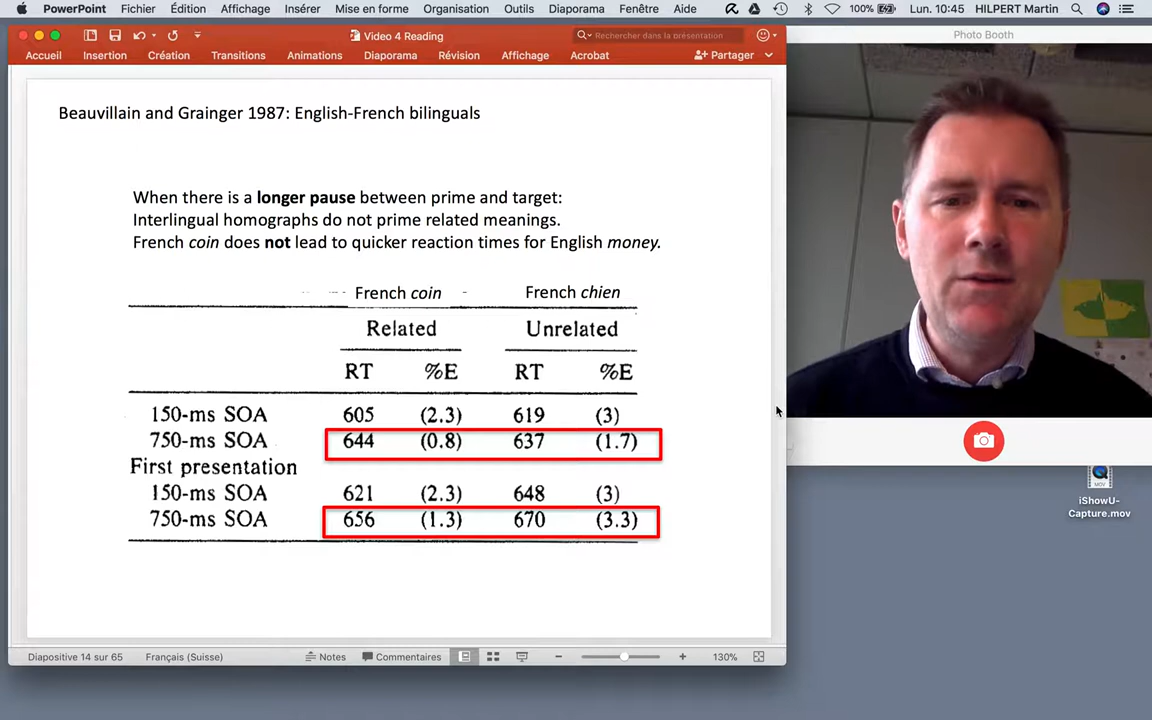 PowerPoint Fichier Édition Affichage Insérer Mise en forme Organisation Outils Diaporama Fenêtre Aide 100% Lun. 10:45 HILPERT Martin
Video 4 Reading
Rechercher dans la présentation
Photo Booth
Accueil Insertion Création Transitions Animations Diaporama Révision Affichage Acrobat Partager
Beauvillain and Grainger 1987: English-French bilinguals
When there is a longer pause between prime and target:
Interlingual homographs do not prime related meanings.
French coin does not lead to quicker reaction times for English money.
French coin French chien
Related Unrelated
RT %E RT %E
150-ms SOA 605 (2.3) 619 (3)
750-ms SOA 644 (0.8) 637 (1.7)
First presentation
150-ms SOA 621 (2.3) 648 (3)
750-ms SOA 656 (1.3) 670 (3.3)
MOV
iShowU-
Capture.mov
Diapositive 14 sur 65 Français (Suisse) Notes Commentaires 130%